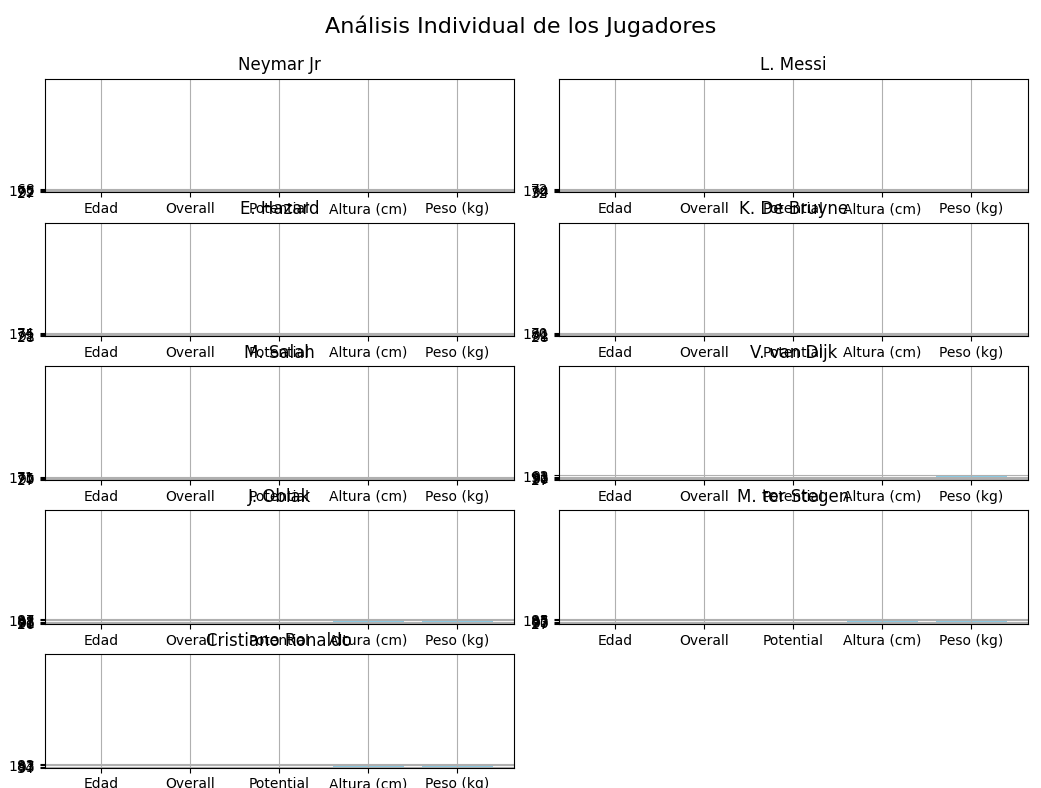 Análisis Individual de los Jugadores
Neymar Jr
L. Messi
Edad Overall Potential Altura (cm) Peso (kg)
Edad Overall Potential Altura (cm) Peso (kg)
E. Hazard
K. De Bruyne
Edad Overall Potential Altura (cm) Peso (kg)
Edad Overall Potential Altura (cm) Peso (kg)
M. Salah
V. van Dijk
Edad Overall Potential Altura (cm) Peso (kg)
Edad Overall Potential Altura (cm) Peso (kg)
J. Oblak
M. ter Stegen
Edad Overall Potential Altura (cm) Peso (kg)
Edad Overall Potential Altura (cm) Peso (kg)
Cristiano Ronaldo
Edad Overall Potential Altura (cm) Peso (kg)